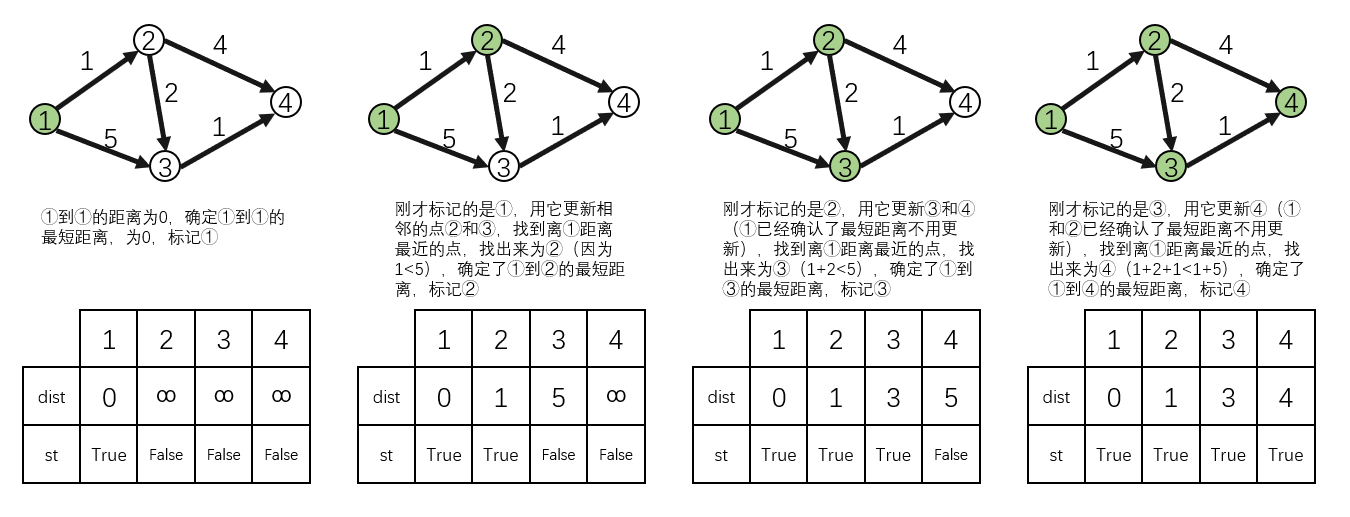 2
1
4
2
1
4
5
1
3
①到①的距离为0，确定①到①的
最短距离，为0，标记①
1 2 3 4
dist 0 ∞ ∞ ∞
st True False False False
2
1
4
2
1
4
5
1
3
刚才标记的是①，用它更新相
邻的点②和③，找到离①距离
最近的点，找出来为②（因为
1<5），确定了①到②的最短距
离，标记②
1 2 3 4
dist 0 1 5 ∞
st True True False False
2
1
4
2
1
4
5
1
3
刚才标记的是②，用它更新③和④
（①已经确认了最短距离不用更
新），找到离①距离最近的点，找
出来为③（1+2<5），确定了①到
③的最短距离，标记③
1 2 3 4
dist 0 1 3 5
st True True True False
2
1
4
2
1
4
5
1
3
刚才标记的是③，用它更新④（①
和②已经确认了最短距离不用更
新），找到离①距离最近的点，找
出来为④（1+2+1<1+5），确定了
①到④的最短距离，标记④
1 2 3 4
dist 0 1 3 4
st True True True True